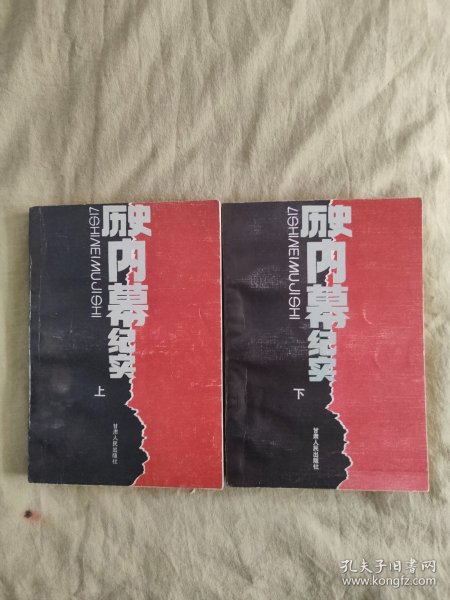 历史内幕纪实
LISHINEIMUJISHI
上
甘肃人民出版社
历史内幕纪实
LISHINEIMUJISHI
下
甘肃人民出版社
孔夫子旧书网
www.kongfz.com